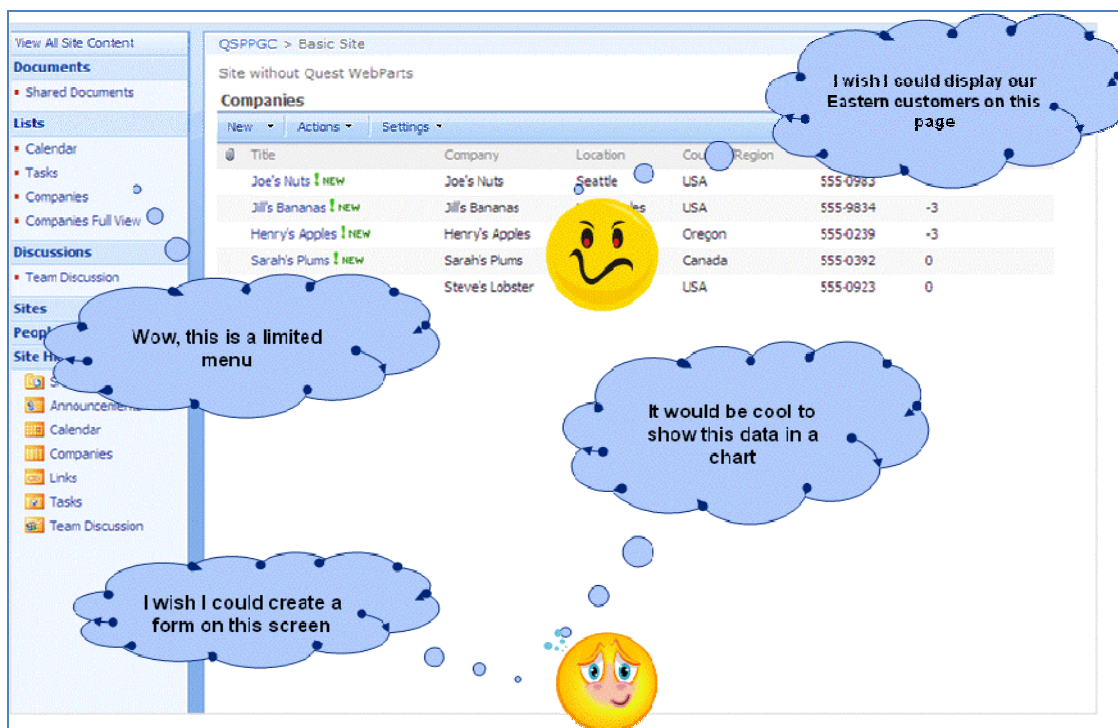 View All Site Content
Documents
Shared Documents
Lists
Calendar
Tasks
Companies
Companies Full View
Discussions
Team Discussion
Sites
Site
Announcements
Calendar
Companies
Links
Tasks
Team Discussion
QSPPGC > Basic Site
Site without Quest WebParts
Companies
New Actions Settings
Title Company Location Region
Joe's Nuts ! NEW Joe's Nuts Seattle USA 555-0983
Jill's Bananas ! NEW Jill's Bananas USA 555-9834 -3
Henry's Apples ! NEW Henry's Apples Oregon 555-0239 -3
Sarah's Plums ! NEW Sarah's Plums Canada 555-0392 0
Steve's Lobster USA 555-0923 0
I wish I could display our
Eastern customers on this
page
Wow, this is a limited
menu
It would be cool to
show this data in a
chart
I wish I could create a
form on this screen